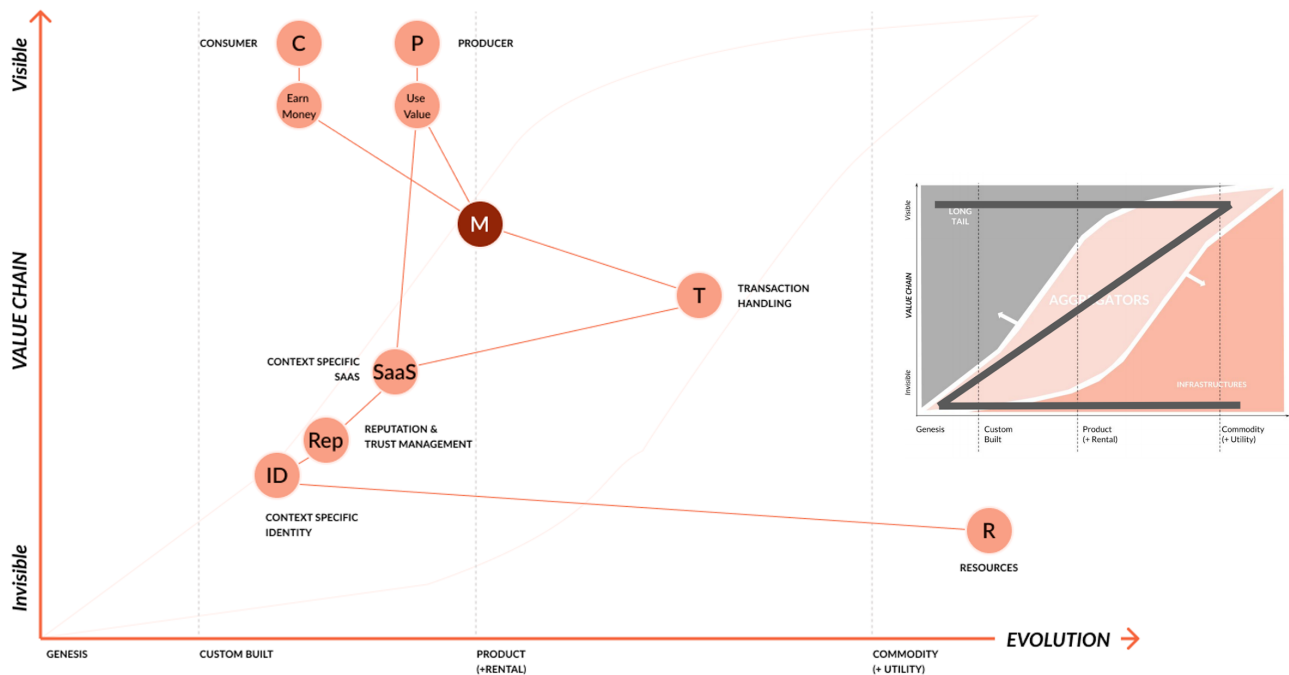 Visible
VALUE CHAIN
Invisible
CONSUMER
C
P
PRODUCER
Earn
Money
Use
Value
M
T
TRANSACTION
HANDLING
CONTEXT SPECIFIC
SAAS
SaaS
Rep
REPUTATION &
TRUST MANAGEMENT
ID
CONTEXT SPECIFIC
IDENTITY
R
RESOURCES
EVOLUTION
GENESIS
CUSTOM BUILT
PRODUCT
(+RENTAL)
COMMODITY
(+ UTILITY)
Visible
VALUE CHAIN
Invisible
LONG
TAIL
AGGREGATORS
INFRASTRUCTURES
Genesis
Custom
Built
Product
(+ Rental)
Commodity
(+ Utility)